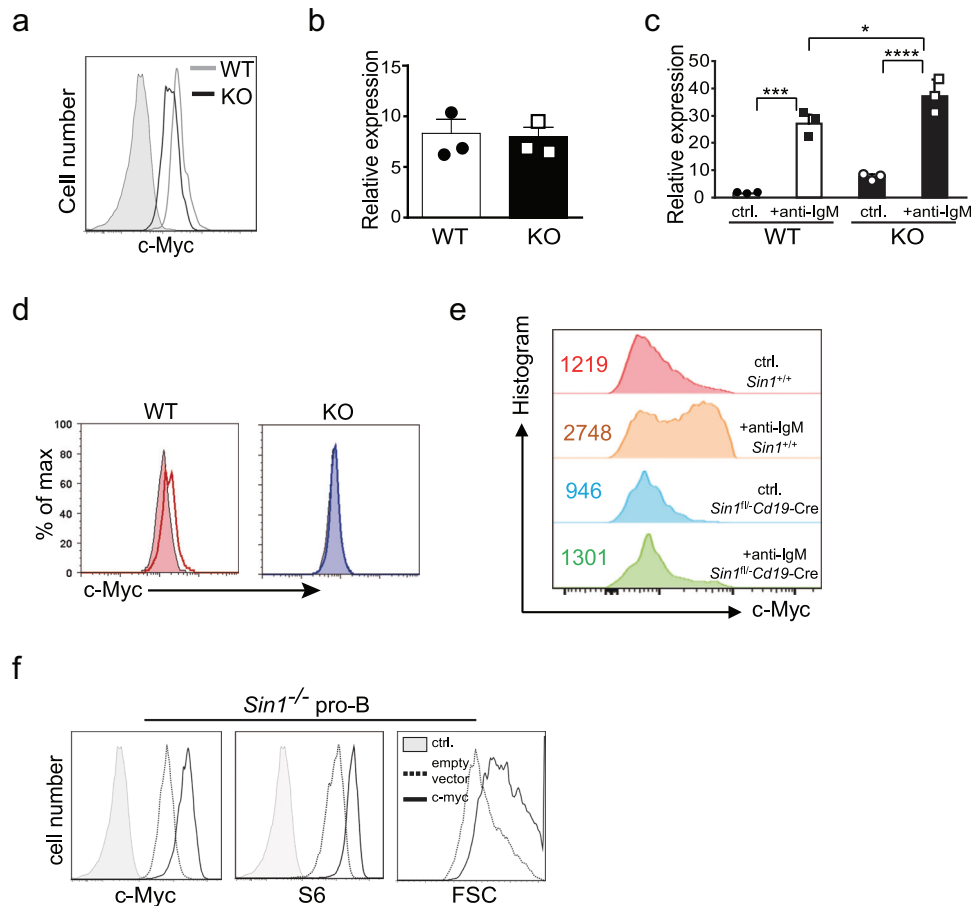 a
WT
KO
Cell number
c-Myc
b
Relative expression
15
10
5
0
WT
KO
c
Relative expression
50
40
30
20
10
0
***
*
****
ctrl.
+anti-IgM
ctrl.
+anti-IgM
WT
KO
d
WT
KO
% of max
100
80
60
40
20
0
c-Myc
e
Histogram
1219
ctrl.
Sin1+/+
2748
+anti-IgM
Sin1+/+
946
ctrl.
Sin1fl/-Cd19-Cre
1301
+anti-IgM
Sin1fl/-Cd19-Cre
c-Myc
f
Sin1-/- pro-B
cell number
ctrl.
empty
vector
c-myc
c-Myc
S6
FSC